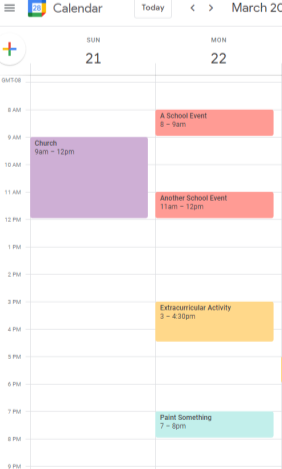 28 Calendar Today < > March 20
SUN MON
21 22
GMT-08
8 AM
A School Event
8 – 9am
9 AM
Church
9am – 12pm
10 AM
11 AM
Another School Event
11am – 12pm
12 PM
1 PM
2 PM
3 PM
Extracurricular Activity
3 – 4:30pm
4 PM
5 PM
6 PM
7 PM
Paint Something
7 – 8pm
8 PM
9 PM